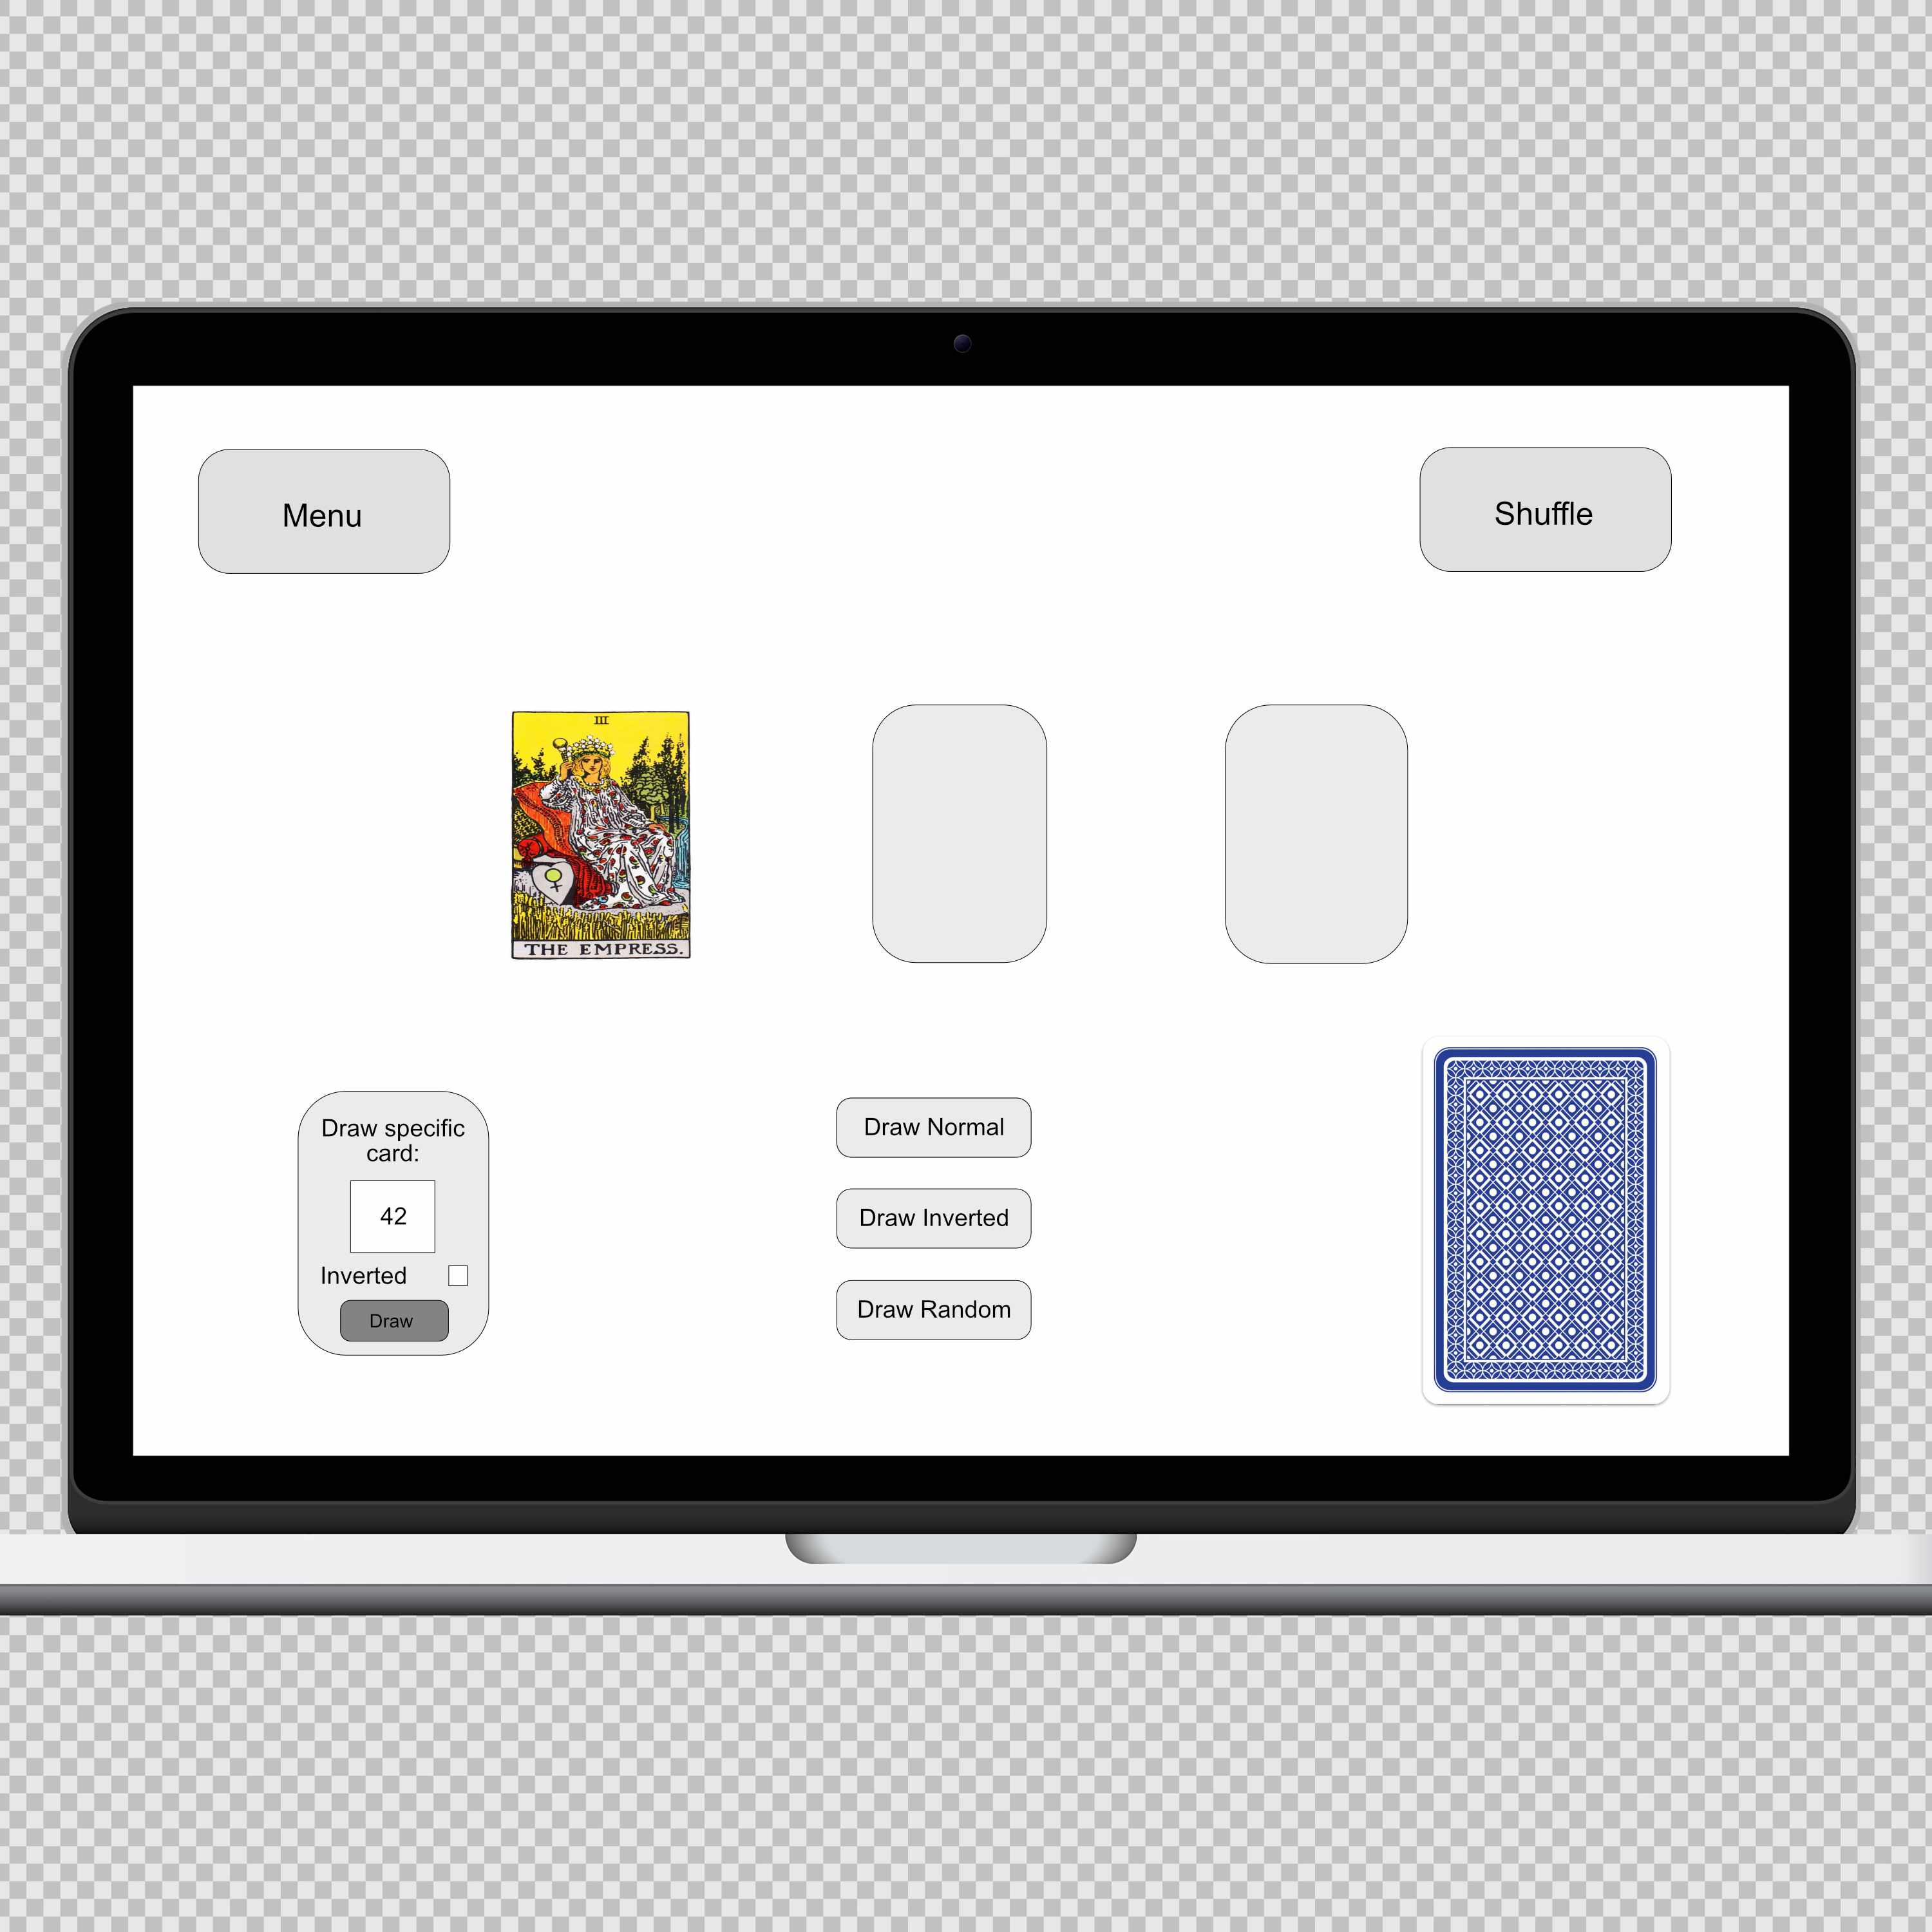 Menu
Shuffle
III
THE EMPRESS.
Draw specific
card:
42
Inverted
Draw
Draw Normal
Draw Inverted
Draw Random